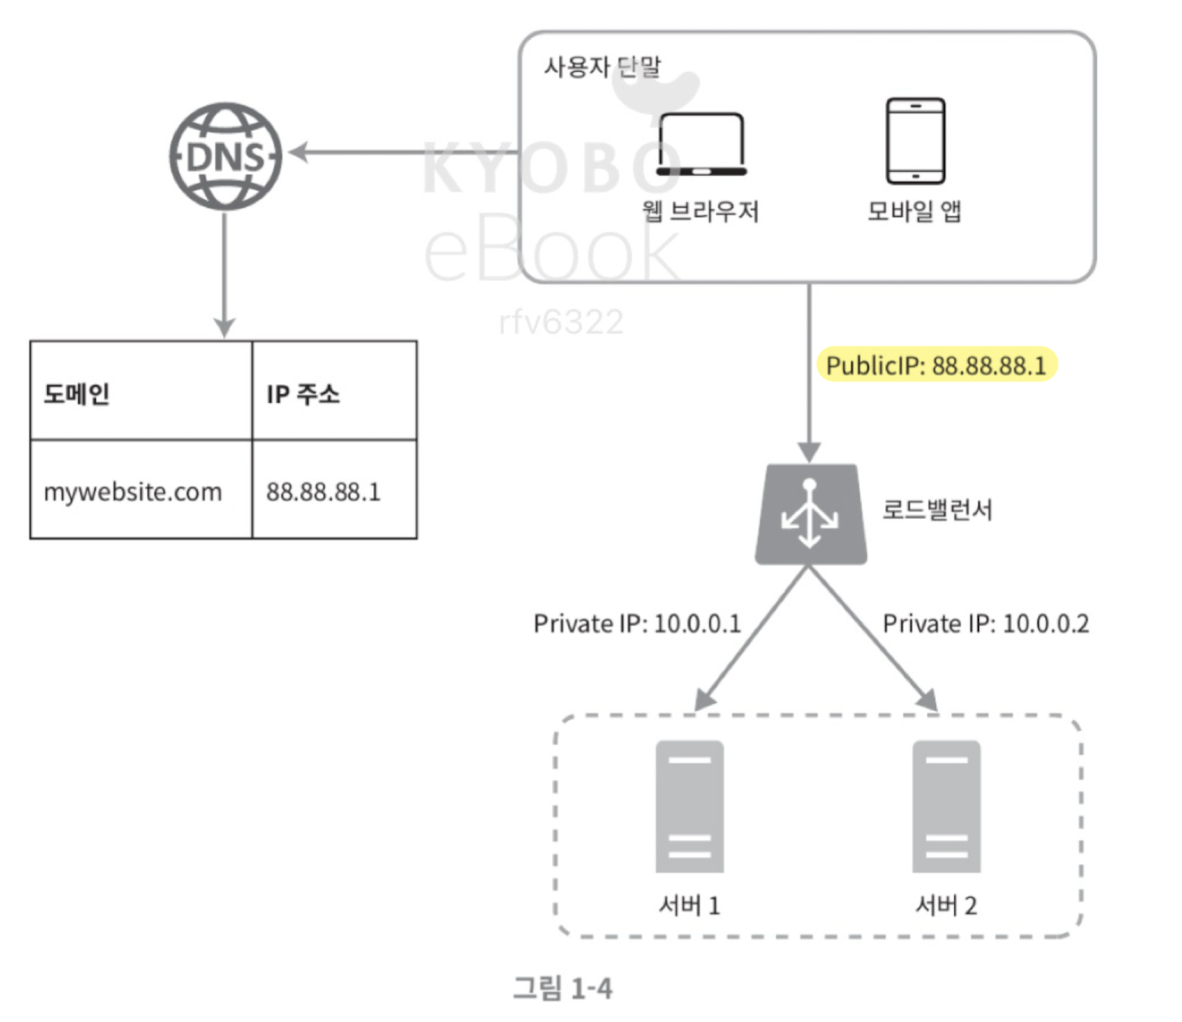 사용자 단말
DNS
웹 브라우저
모바일 앱
KYOBO
eBook
rfv6322
PublicIP: 88.88.88.1
도메인
IP 주소
mywebsite.com
88.88.88.1
로드밸런서
Private IP: 10.0.0.1
Private IP: 10.0.0.2
서버 1
서버 2
그림 1-4